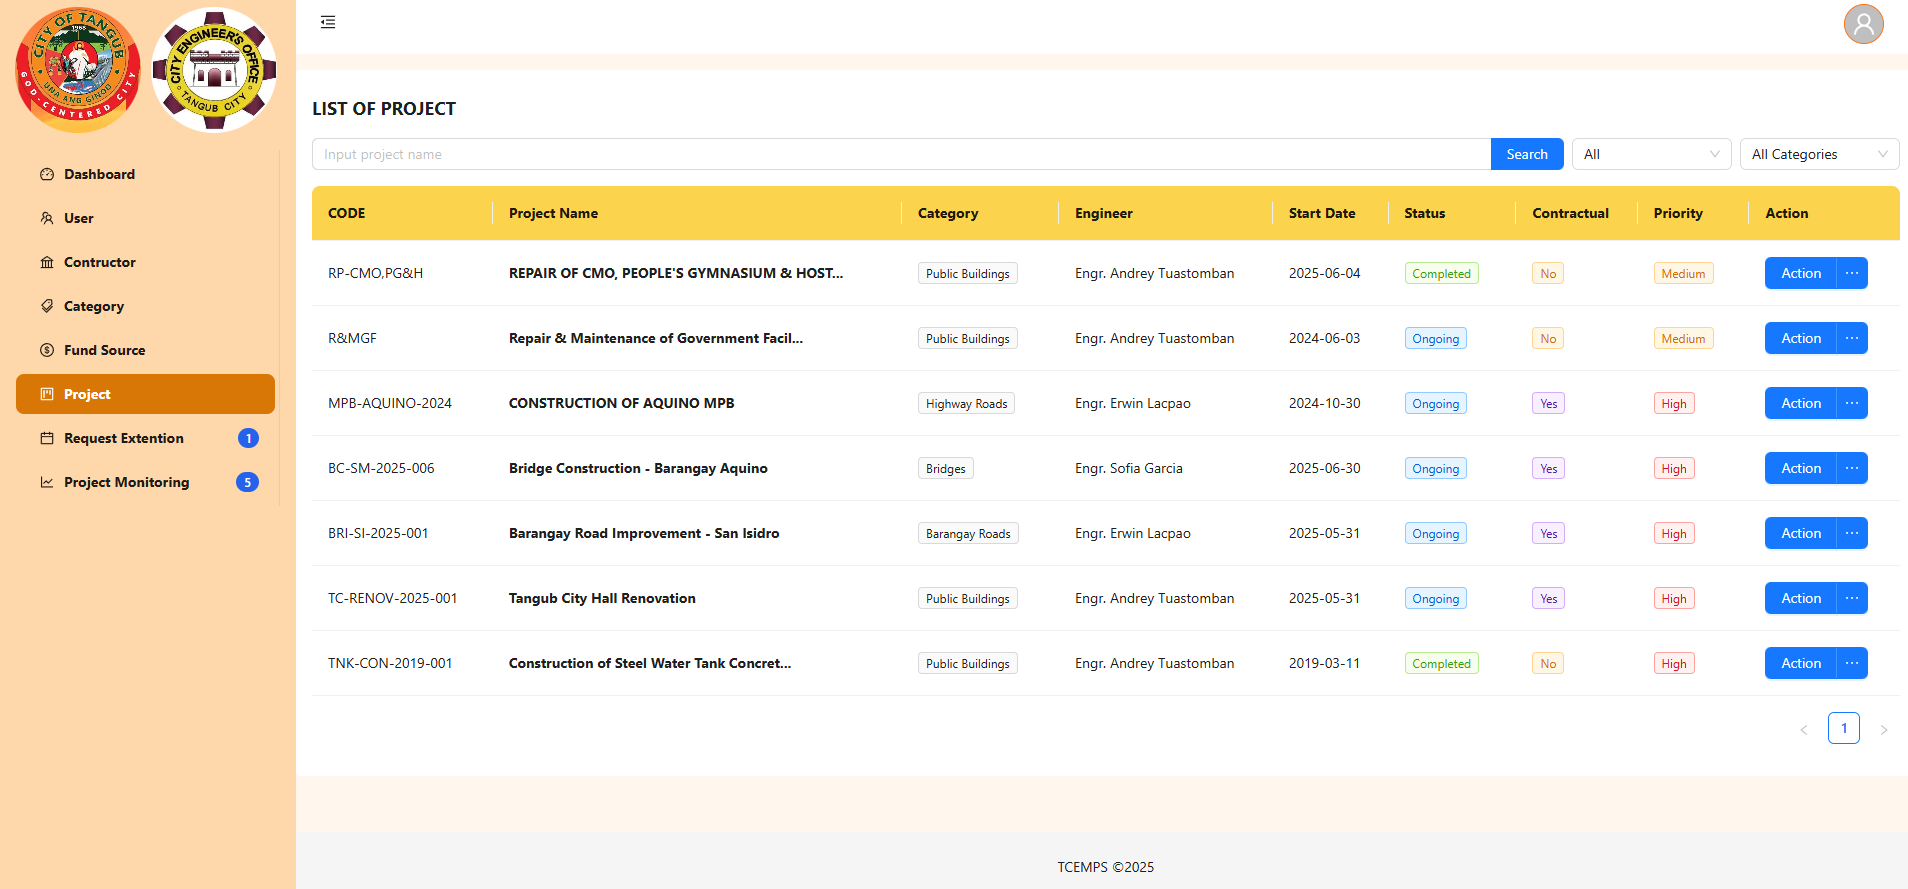 CITY OF TANGUB
1968
UNA ANG GINOO
GOD-CENTERED CITY
CITY ENGINEER'S OFFICE
TANGUB CITY
Dashboard
User
Contructor
Category
Fund Source
Project
Request Extention 1
Project Monitoring 5
LIST OF PROJECT
Input project name Search All All Categories
CODE Project Name Category Engineer Start Date Status Contractual Priority Action
RP-CMO,PG&H REPAIR OF CMO, PEOPLE'S GYMNASIUM & HOST... Public Buildings Engr. Andrey Tuastomban 2025-06-04 Completed No Medium Action ...
R&MGF Repair & Maintenance of Government Facil... Public Buildings Engr. Andrey Tuastomban 2024-06-03 Ongoing No Medium Action ...
MPB-AQUINO-2024 CONSTRUCTION OF AQUINO MPB Highway Roads Engr. Erwin Lacpao 2024-10-30 Ongoing Yes High Action ...
BC-SM-2025-006 Bridge Construction - Barangay Aquino Bridges Engr. Sofia Garcia 2025-06-30 Ongoing Yes High Action ...
BRI-SI-2025-001 Barangay Road Improvement - San Isidro Barangay Roads Engr. Erwin Lacpao 2025-05-31 Ongoing Yes High Action ...
TC-RENOV-2025-001 Tangub City Hall Renovation Public Buildings Engr. Andrey Tuastomban 2025-05-31 Ongoing Yes High Action ...
TNK-CON-2019-001 Construction of Steel Water Tank Concret... Public Buildings Engr. Andrey Tuastomban 2019-03-11 Completed No High Action ...
< 1 >
TCEMPS ©2025